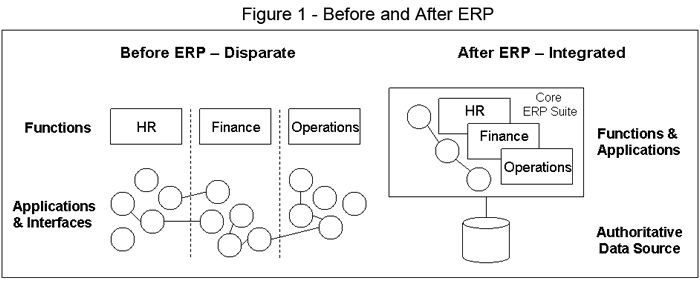 Figure 1 - Before and After ERP
Before ERP – Disparate
Functions
HR
Finance
Operations
Applications
& Interfaces
After ERP – Integrated
Core
ERP Suite
HR
Finance
Operations
Functions &
Applications
Authoritative
Data Source